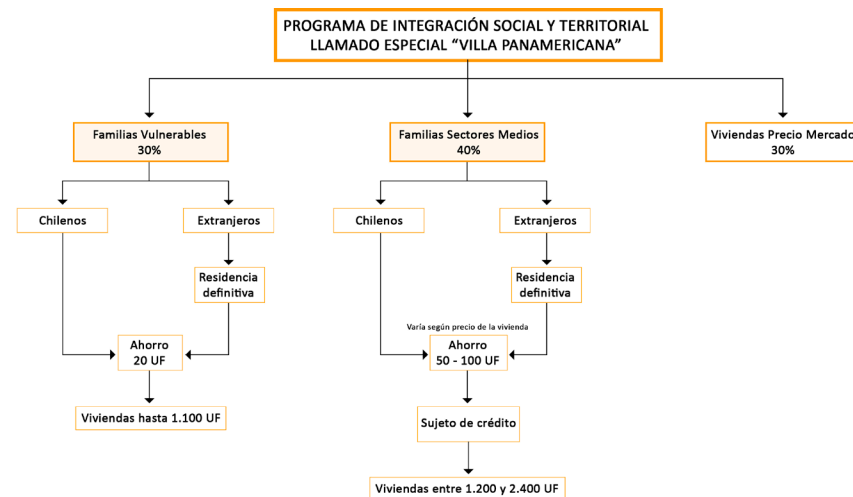 PROGRAMA DE INTEGRACIÓN SOCIAL Y TERRITORIAL
LLAMADO ESPECIAL “VILLA PANAMERICANA”
Familias Vulnerables
30%
Familias Sectores Medios
40%
Viviendas Precio Mercado
30%
Chilenos
Extranjeros
Chilenos
Extranjeros
Residencia
definitiva
Residencia
definitiva
Varía según precio de la vivienda
Ahorro
20 UF
Ahorro
50 - 100 UF
Viviendas hasta 1.100 UF
Sujeto de crédito
Viviendas entre 1.200 y 2.400 UF